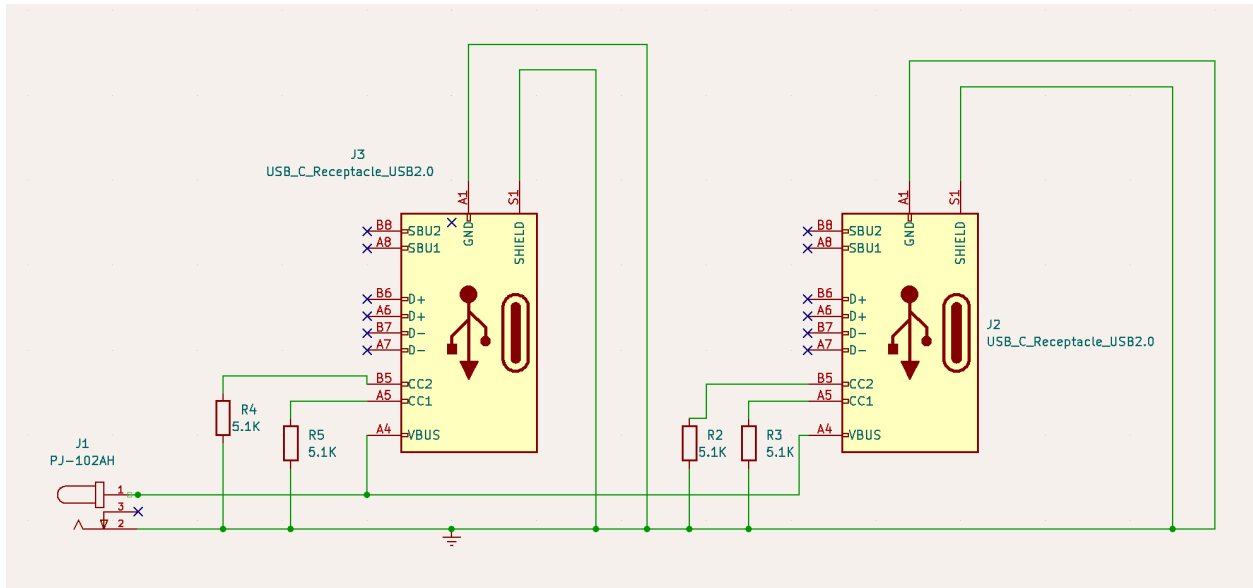 J3
USB_C_Receptacle_USB2.0
A1
S1
GND
SHIELD
B8
SBU2
A8
SBU1
B6
D+
A6
D+
B7
D-
A7
D-
B5
CC2
A5
CC1
A4
VBUS
R4
5.1K
R5
5.1K
J1
PJ-102AH
1
3
2
A1
S1
GND
SHIELD
B8
SBU2
A8
SBU1
B6
D+
A6
D+
B7
D-
A7
D-
B5
CC2
A5
CC1
A4
VBUS
J2
USB_C_Receptacle_USB2.0
R2
5.1K
R3
5.1K